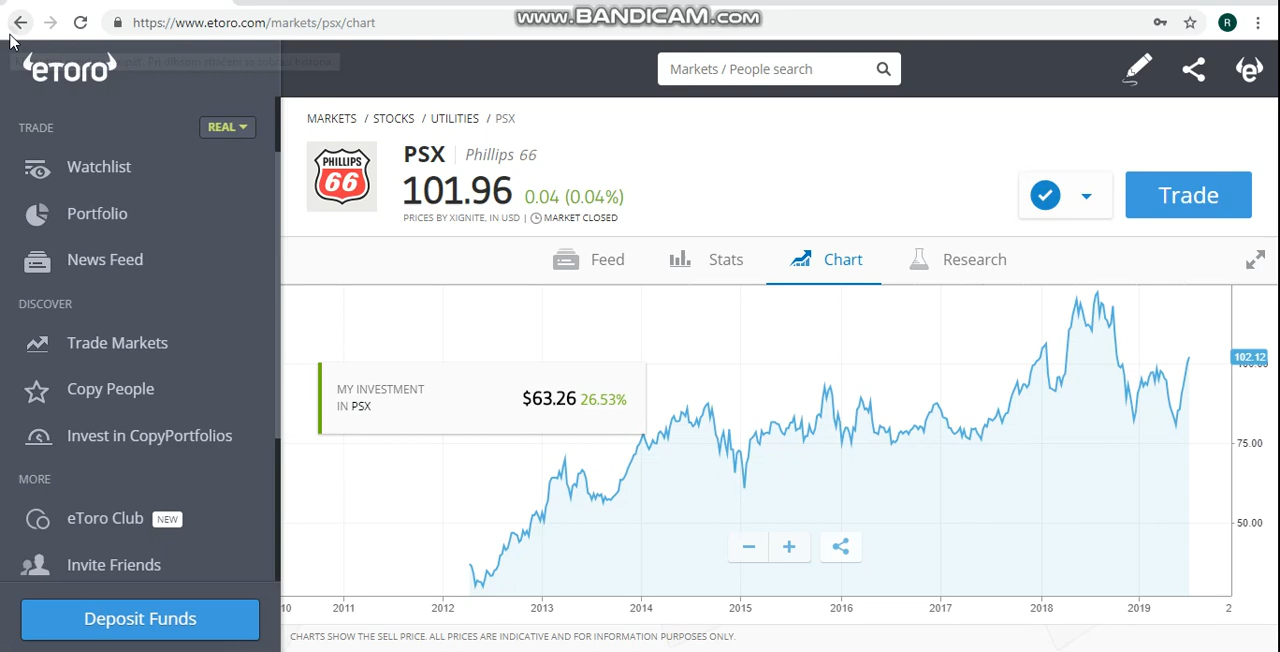 https://www.etoro.com/markets/psx/chart
www.BANDICAM.com
R
eTORO
Markets / People search
TRADE
REAL
Watchlist
Portfolio
News Feed
DISCOVER
Trade Markets
Copy People
Invest in CopyPortfolios
MORE
eToro Club NEW
Invite Friends
Deposit Funds
MARKETS / STOCKS / UTILITIES / PSX
PHILLIPS
66
PSX Phillips 66
101.96 0.04 (0.04%)
PRICES BY XIGNITE, IN USD | MARKET CLOSED
Trade
Feed Stats Chart Research
MY INVESTMENT
IN PSX
$63.26 26.53%
102.12
100.00
75.00
50.00
10 2011 2012 2013 2014 2015 2016 2017 2018 2019 2
CHARTS SHOW THE SELL PRICE. ALL PRICES ARE INDICATIVE AND FOR INFORMATION PURPOSES ONLY.